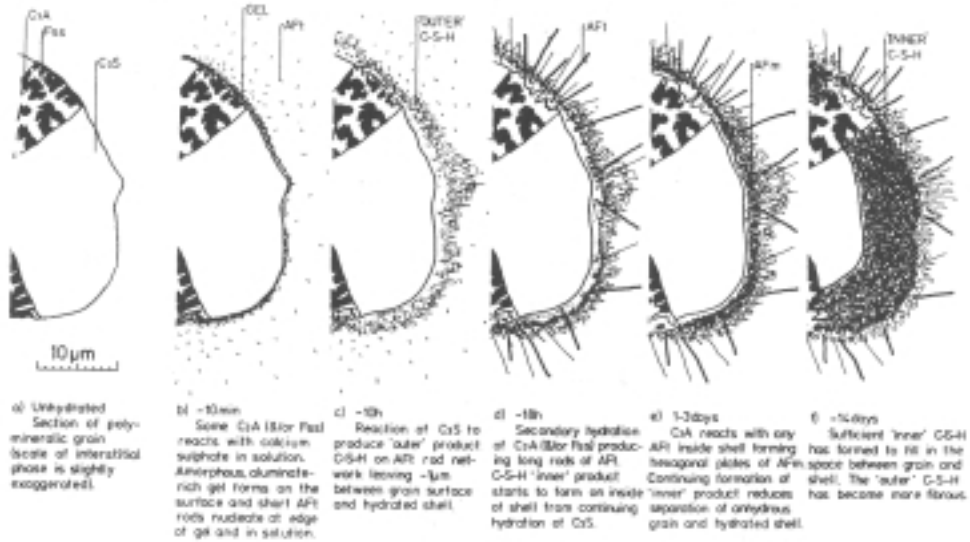 C₃A
Fss
C₃S
GEL
AFt
'OUTER'
C-S-H
AFt
AFm
'INNER'
C-S-H
10 µm
a) Unhydrated
Section of poly-
mineralic grain
(scale of interstitial
phase is slightly
exaggerated).
b) ~10min
Some C₃A (&/or Fss)
reacts with calcium
sulphate in solution.
Amorphous, aluminate-
rich gel forms on the
surface and short AFt
rods nucleate at edge
of gel and in solution.
c) ~10h
Reaction of C₃S to
produce 'outer' product
C-S-H on AFt rod net-
work leaving ~1µm
between grain surface
and hydrated shell.
d) ~18h
Secondary hydration
of C₃A (&/or Fss) produc-
ing long rods of AFt.
C-S-H 'inner' product
starts to form on inside
of shell from continuing
hydration of C₃S.
e) 1-3days
C₃A reacts with any
AFt inside shell forming
hexagonal plates of AFm.
Continuing formation of
'inner' product reduces
separation of anhydrous
grain and hydrated shell.
f) ~14days
Sufficient 'inner' C-S-H
has formed to fill in the
space between grain and
shell. The 'outer' C-S-H
has become more fibrous.